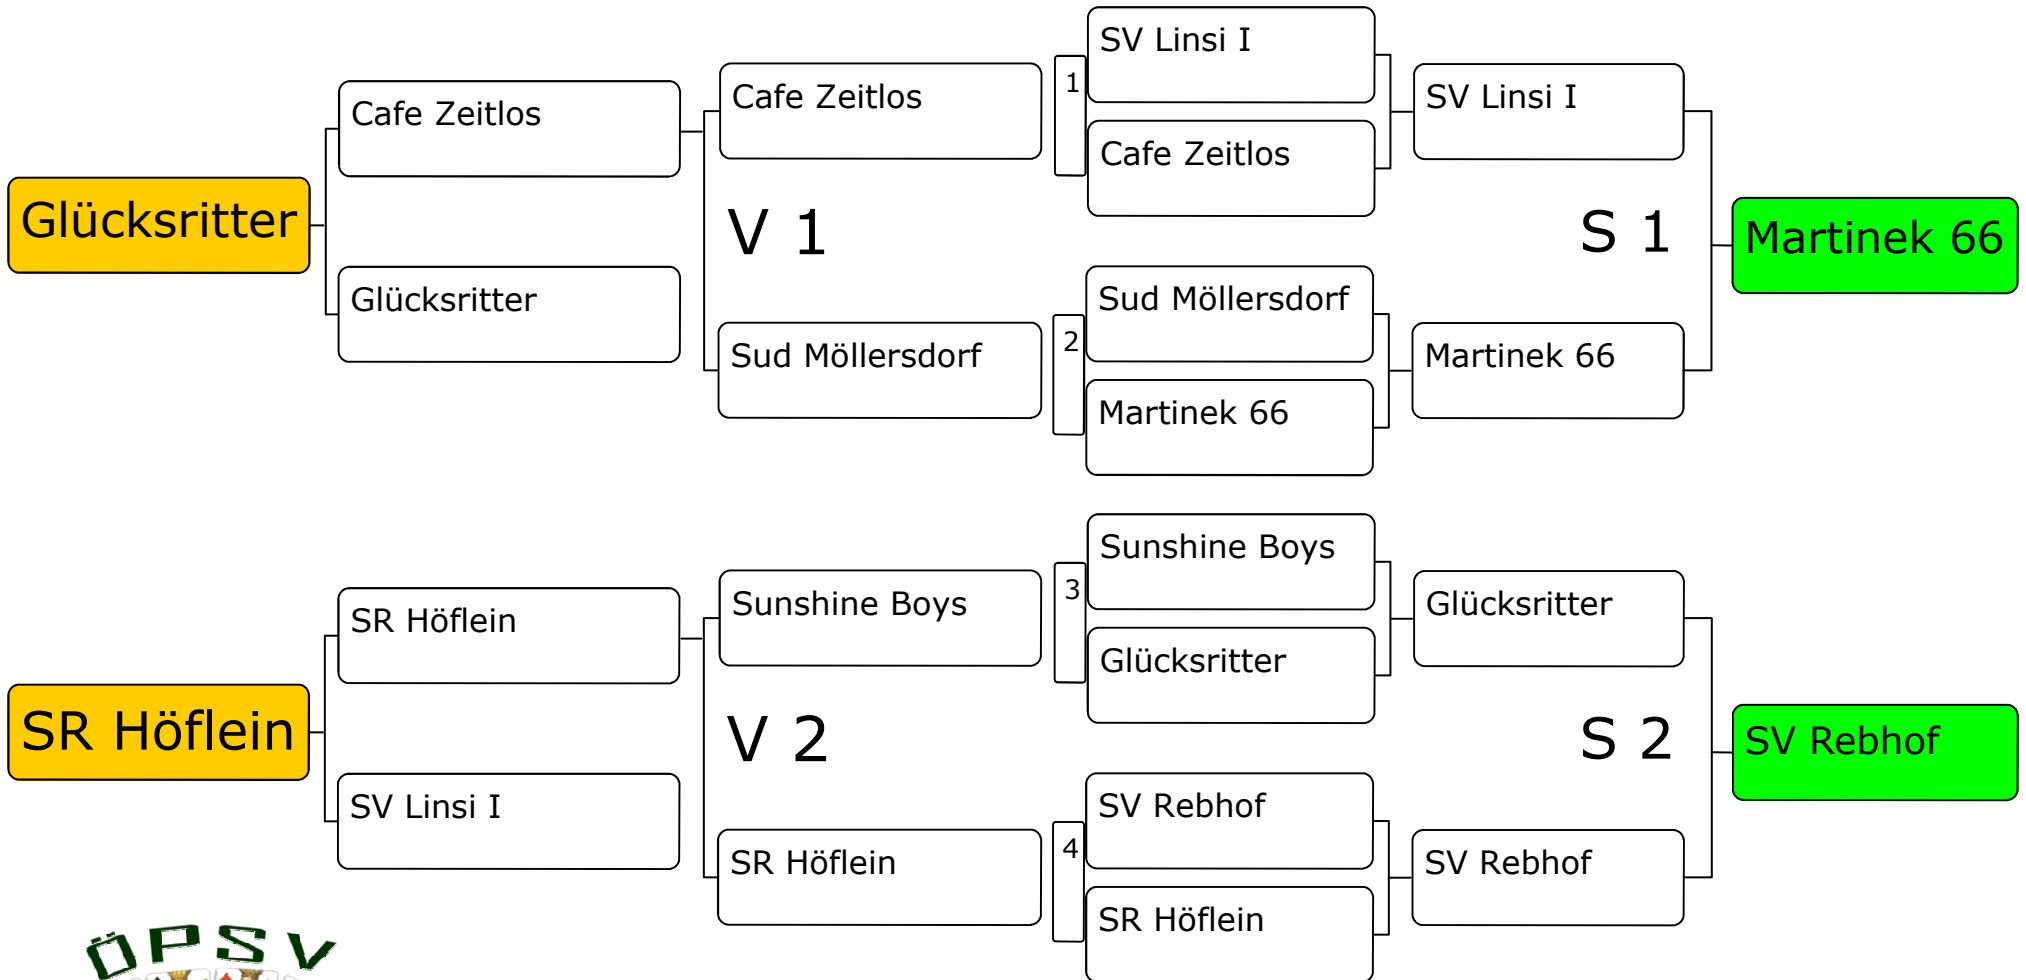 SV Linsi I
Cafe Zeitlos
Cafe Zeitlos
1
SV Linsi I
Cafe Zeitlos
Glücksritter
V 1
S 1
Martinek 66
Glücksritter
Sud Möllersdorf
Sud Möllersdorf
2
Martinek 66
Martinek 66
Sunshine Boys
SR Höflein
Sunshine Boys
3
Glücksritter
Glücksritter
SR Höflein
V 2
S 2
SV Rebhof
SV Linsi I
SV Rebhof
SR Höflein
4
SV Rebhof
SR Höflein
ÖPSV